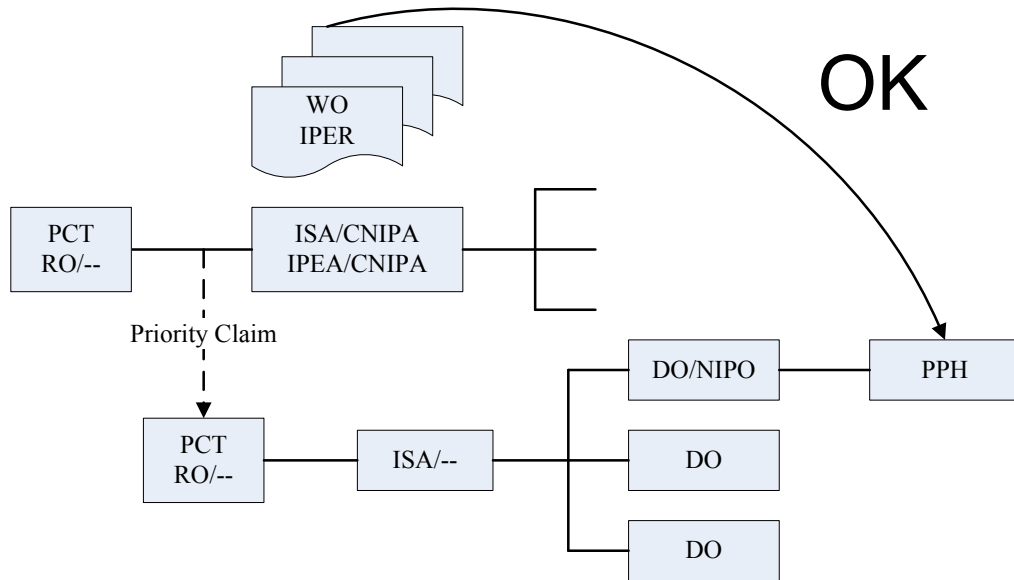 OK
WO
IPER
PCT
RO/--
ISA/CNIPA
IPEA/CNIPA
Priority Claim
DO/NIPO
PPH
PCT
RO/--
ISA/--
DO
DO